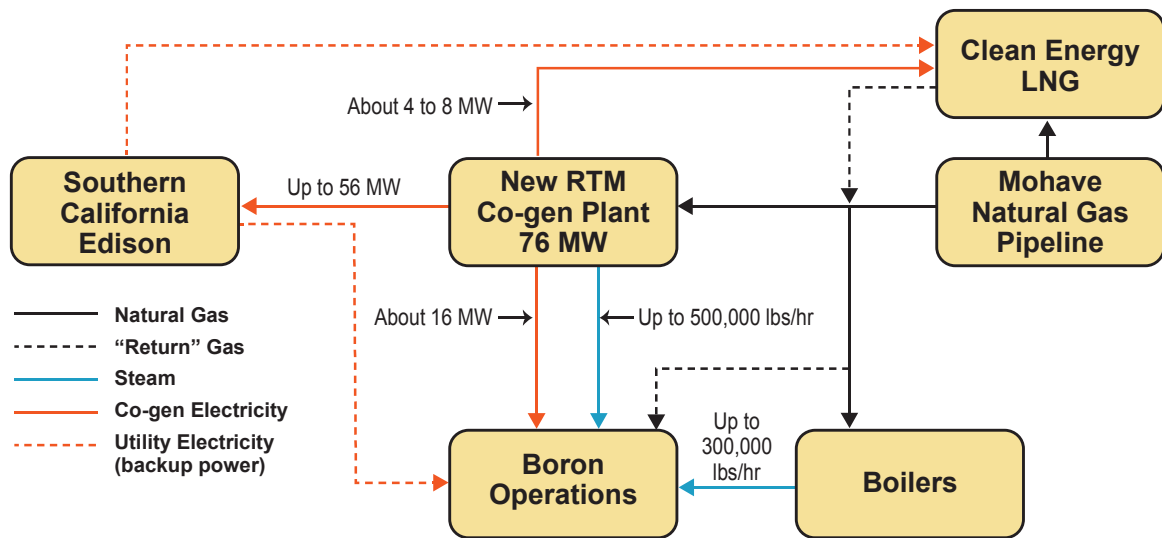 Clean Energy
LNG
About 4 to 8 MW
Southern
California
Edison
Up to 56 MW
New RTM
Co-gen Plant
76 MW
Mohave
Natural Gas
Pipeline
Natural Gas
“Return” Gas
Steam
Co-gen Electricity
Utility Electricity
(backup power)
About 16 MW
Up to 500,000 lbs/hr
Boron
Operations
Up to
300,000
lbs/hr
Boilers